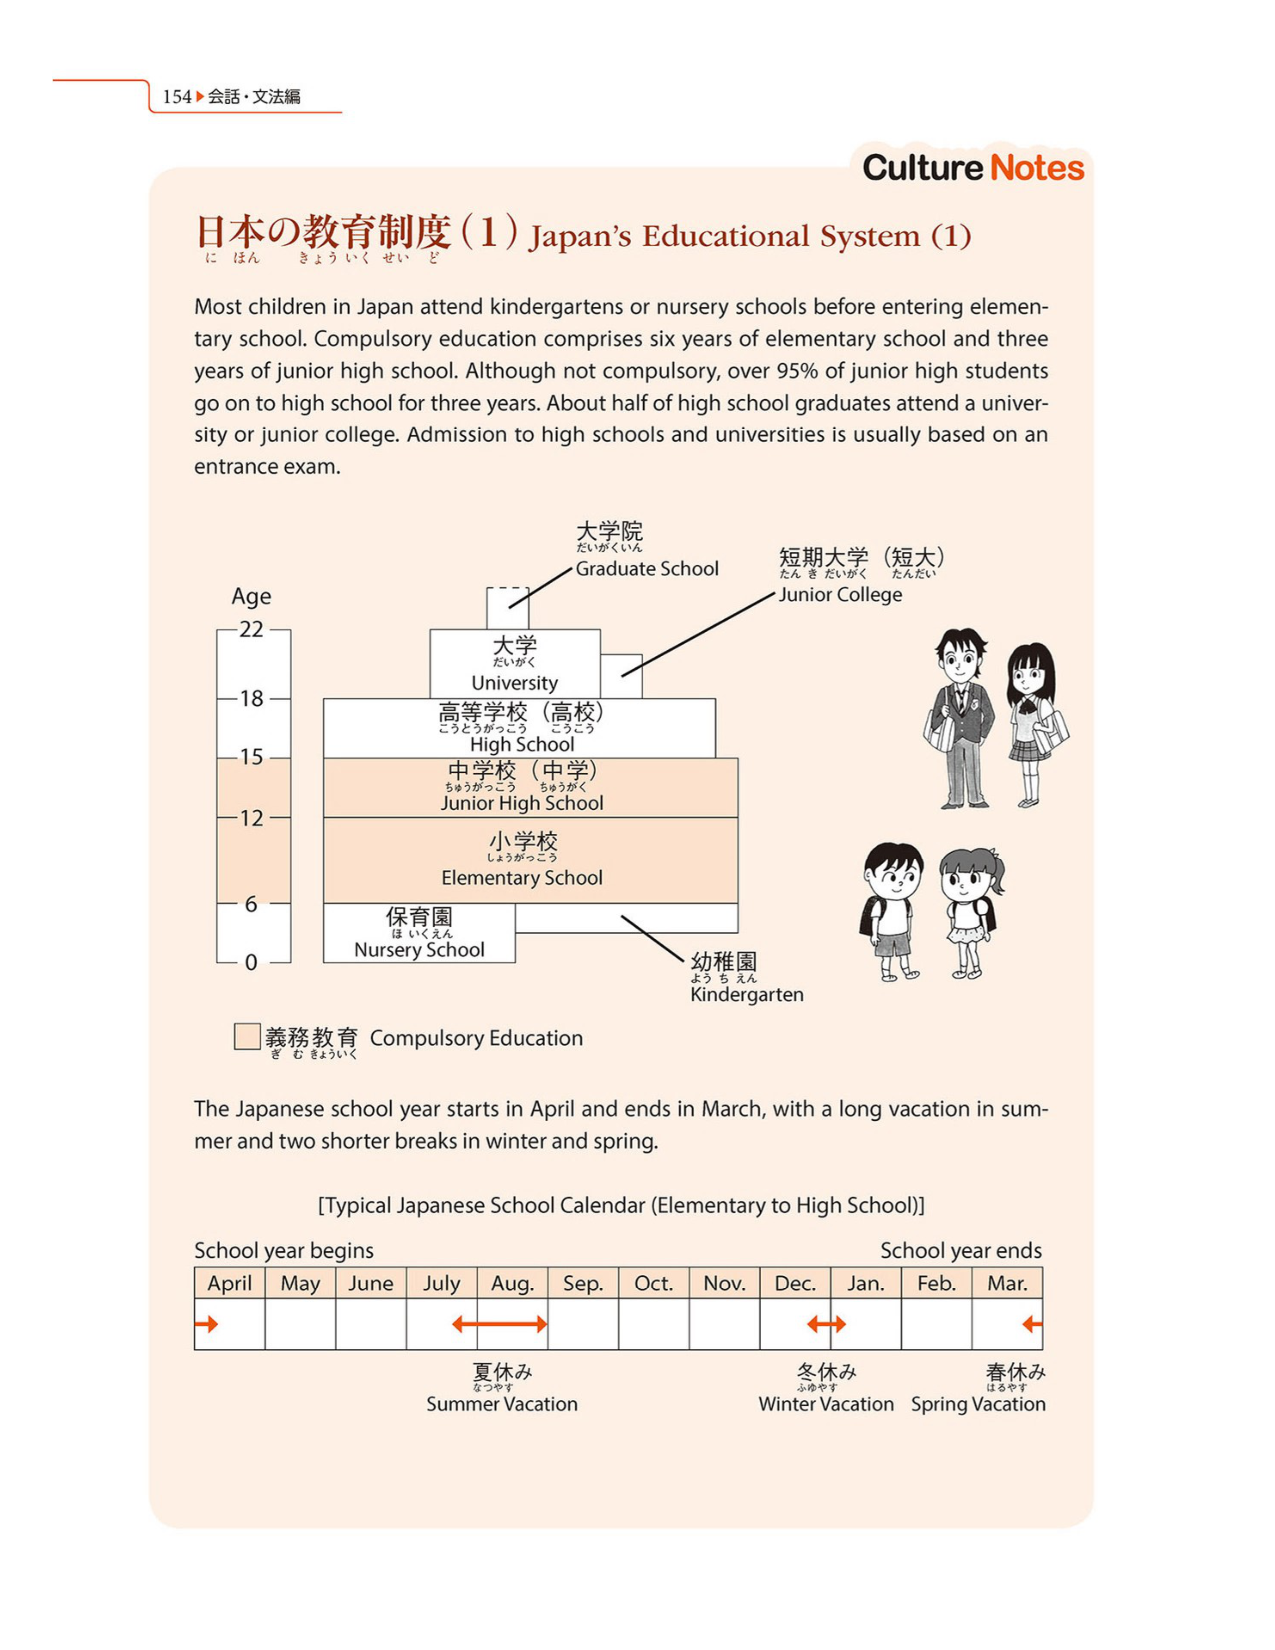 154▶会話・文法編
Culture Notes
日本の教育制度(1) Japan's Educational System (1)
に ほん きょう いく せい ど
Most children in Japan attend kindergartens or nursery schools before entering elemen-
tary school. Compulsory education comprises six years of elementary school and three
years of junior high school. Although not compulsory, over 95% of junior high students
go on to high school for three years. About half of high school graduates attend a univer-
sity or junior college. Admission to high schools and universities is usually based on an
entrance exam.
大学院
だいがくいん
Graduate School
短期大学(短大)
たん き だいがく たんだい
Junior College
Age
22
大学
だいがく
University
18
高等学校(高校)
こうとうがっこう こうこう
High School
15
中学校(中学)
ちゅうがっこう ちゅうがく
Junior High School
12
小学校
しょうがっこう
Elementary School
6
保育園
ほ いくえん
Nursery School
0
幼稚園
よう ち えん
Kindergarten
義務教育 Compulsory Education
ぎ む きょういく
The Japanese school year starts in April and ends in March, with a long vacation in sum-
mer and two shorter breaks in winter and spring.
[Typical Japanese School Calendar (Elementary to High School)]
School year begins School year ends
April May June July Aug. Sep. Oct. Nov. Dec. Jan. Feb. Mar.
夏休み 冬休み 春休み
なつやす ふゆやす はるやす
Summer Vacation Winter Vacation Spring Vacation